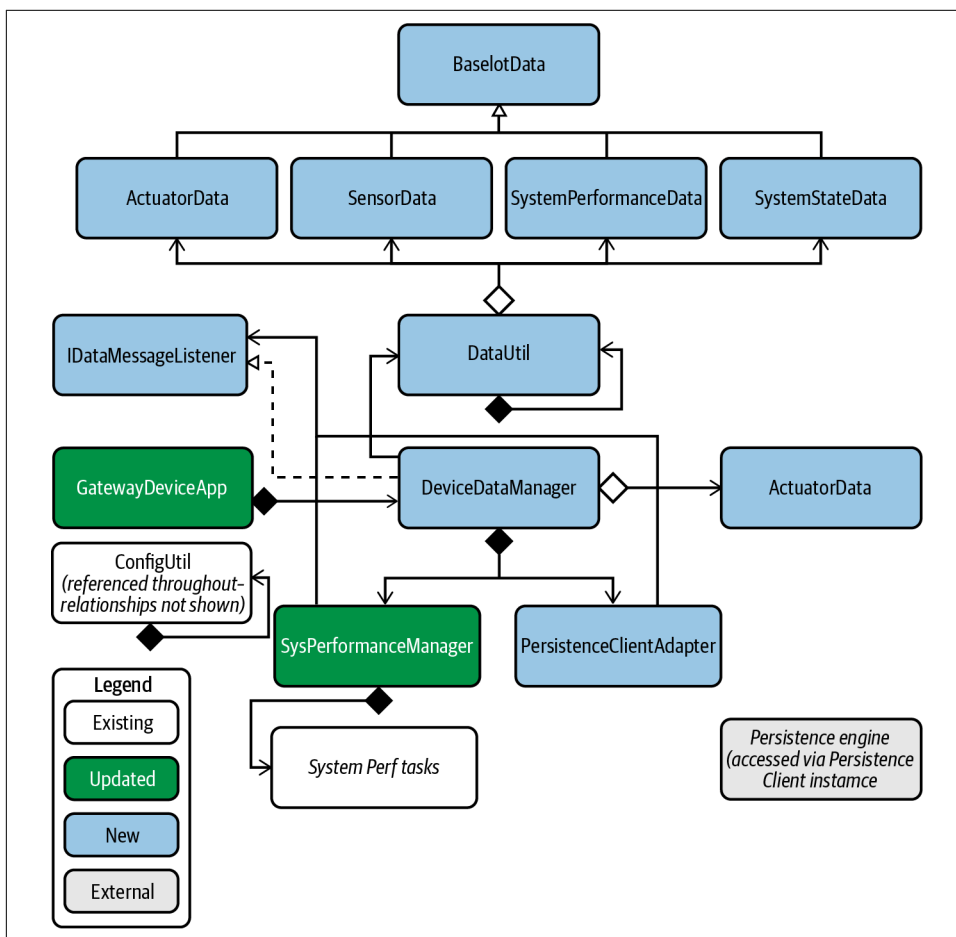 BaseIotData
ActuatorData
SensorData
SystemPerformanceData
SystemStateData
IDataMessageListener
DataUtil
GatewayDeviceApp
DeviceDataManager
ActuatorData
ConfigUtil
(referenced throughout–
relationships not shown)
SysPerformanceManager
PersistenceClientAdapter
Legend
Existing
Updated
New
External
System Perf tasks
Persistence engine
(accessed via Persistence
Client instamce